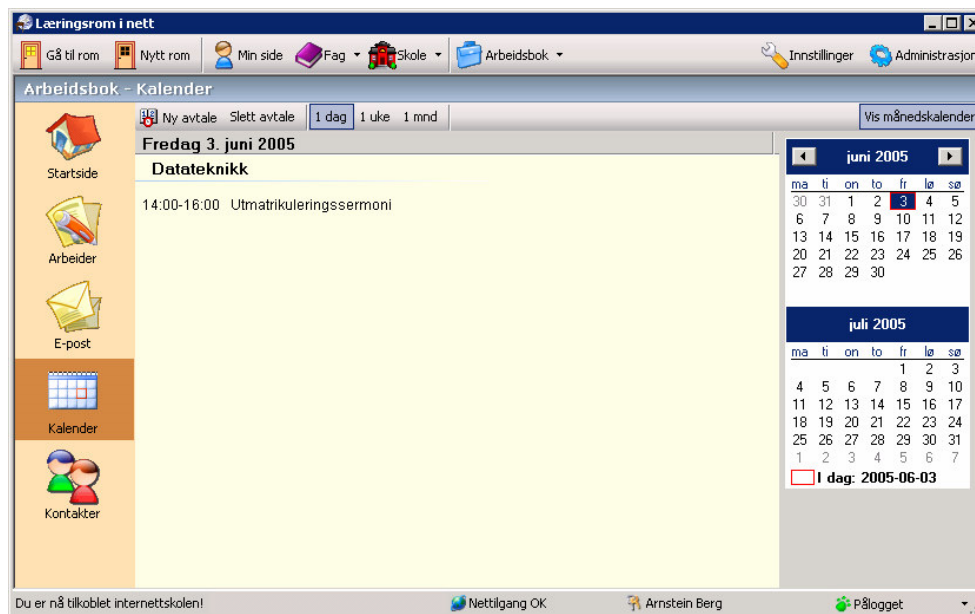 Læringsrom i nett
Gå til rom Nytt rom Min side Fag Skole Arbeidsbok Innstillinger Administrasjon
Arbeidsbok - Kalender
Ny avtale Slett avtale 1 dag 1 uke 1 mnd Vis månedskalender
Startside
Arbeider
E-post
Kalender
Kontakter
Fredag 3. juni 2005
Datateknikk
14:00-16:00 Utmatrikuleringssermoni
juni 2005
ma ti on to fr lø sø
30 31 1 2 3 4 5
6 7 8 9 10 11 12
13 14 15 16 17 18 19
20 21 22 23 24 25 26
27 28 29 30
juli 2005
ma ti on to fr lø sø
1 2 3
4 5 6 7 8 9 10
11 12 13 14 15 16 17
18 19 20 21 22 23 24
25 26 27 28 29 30 31
1 2 3 4 5 6 7
I dag: 2005-06-03
Du er nå tilkoblet internettskolen! Nettilgang OK Arnstein Berg Pålogget